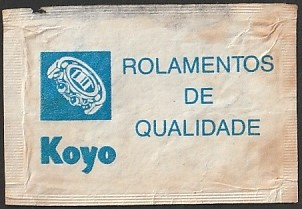 ROLAMENTOS
DE
QUALIDADE
Koyo